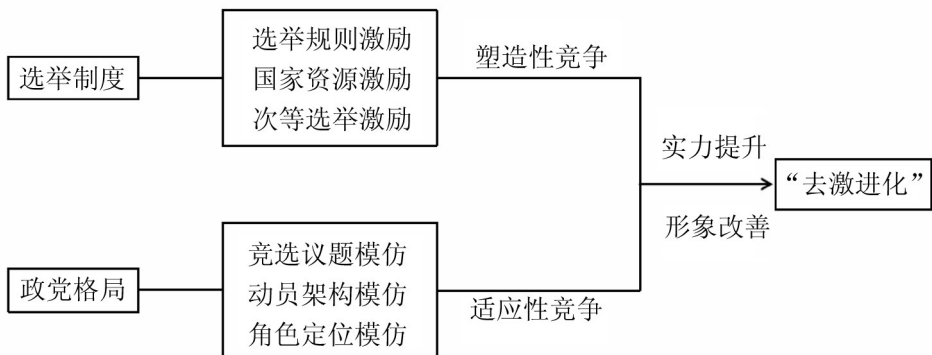 选举制度
选举规则激励
国家资源激励
次等选举激励
塑造性竞争
实力提升
“去激进化”
形象改善
政党格局
竞选议题模仿
动员架构模仿
角色定位模仿
适应性竞争